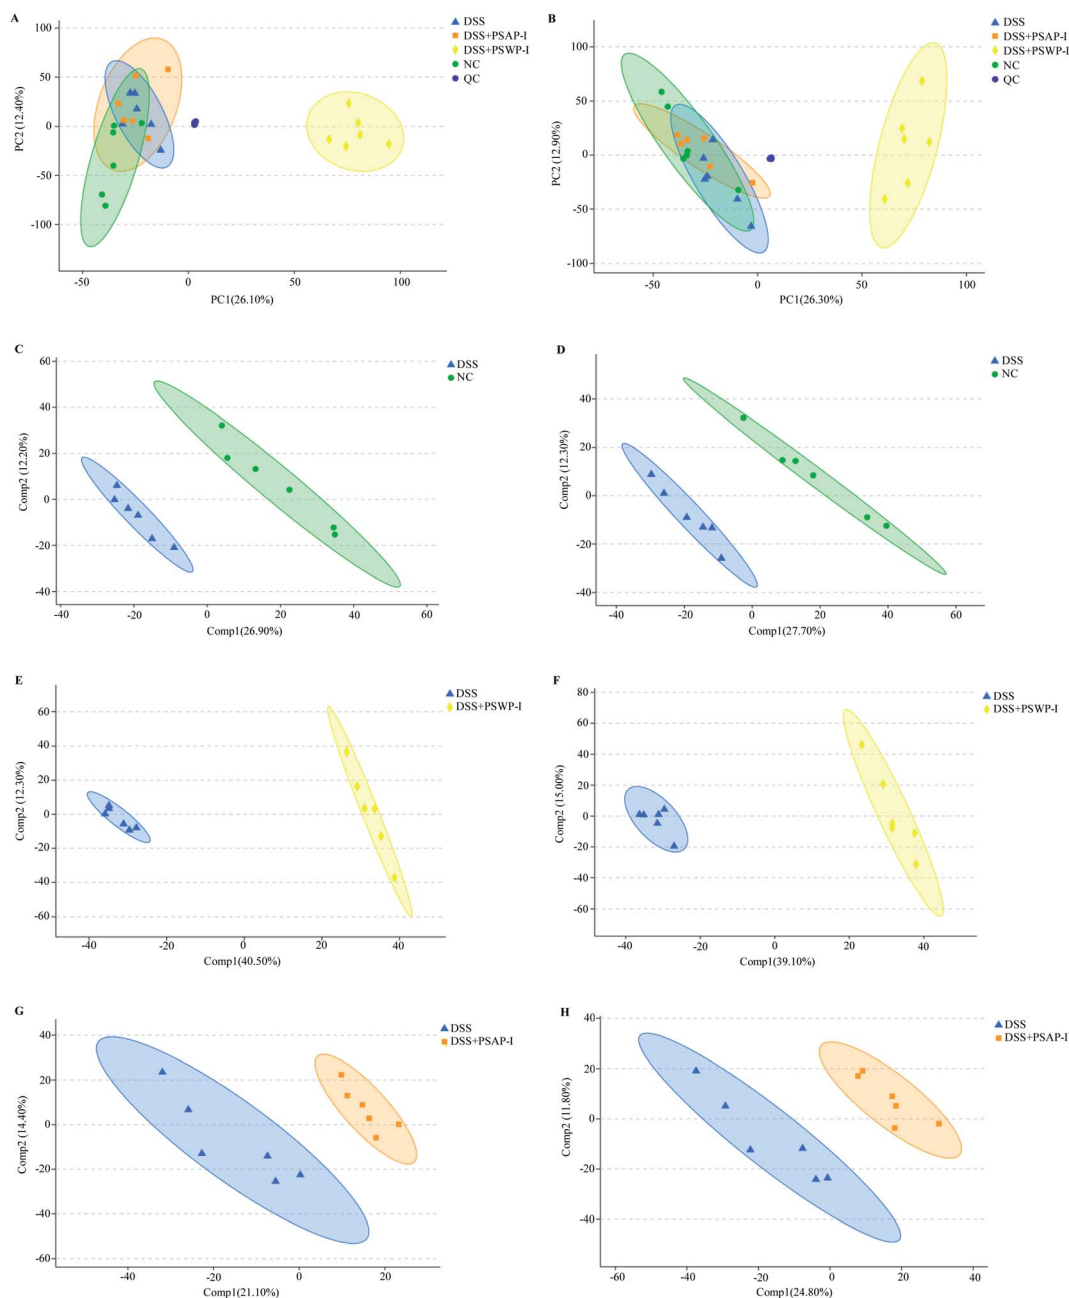 A
DSS
DSS+PSAP-I
DSS+PSWP-I
NC
QC
100
50
0
-50
-100
PC2 (12.40%)
-50
0
50
100
PC1(26.10%)
B
DSS
DSS+PSAP-I
DSS+PSWP-I
NC
QC
100
50
0
-50
-100
PC2 (12.90%)
-50
0
50
100
PC1(26.30%)
C
DSS
NC
60
40
20
0
-20
-40
Comp2 (12.20%)
-60
-40
-20
0
20
40
60
Comp1(26.90%)
D
DSS
NC
40
20
0
-20
-40
Comp2 (12.30%)
-40
-20
0
20
40
60
Comp1(27.70%)
E
DSS
DSS+PSWP-I
60
40
20
0
-20
-40
-60
Comp2 (12.30%)
-40
-20
0
20
40
Comp1(40.50%)
F
DSS
DSS+PSWP-I
80
60
40
20
0
-20
-40
-60
Comp2 (15.00%)
-40
-20
0
20
40
Comp1(39.10%)
G
DSS
DSS+PSAP-I
40
20
0
-20
-40
-60
Comp2 (14.40%)
-40
-20
0
20
Comp1(21.10%)
H
DSS
DSS+PSAP-I
40
20
0
-20
-40
Comp2 (11.80%)
-60
-40
-20
0
20
40
Comp1(24.80%)